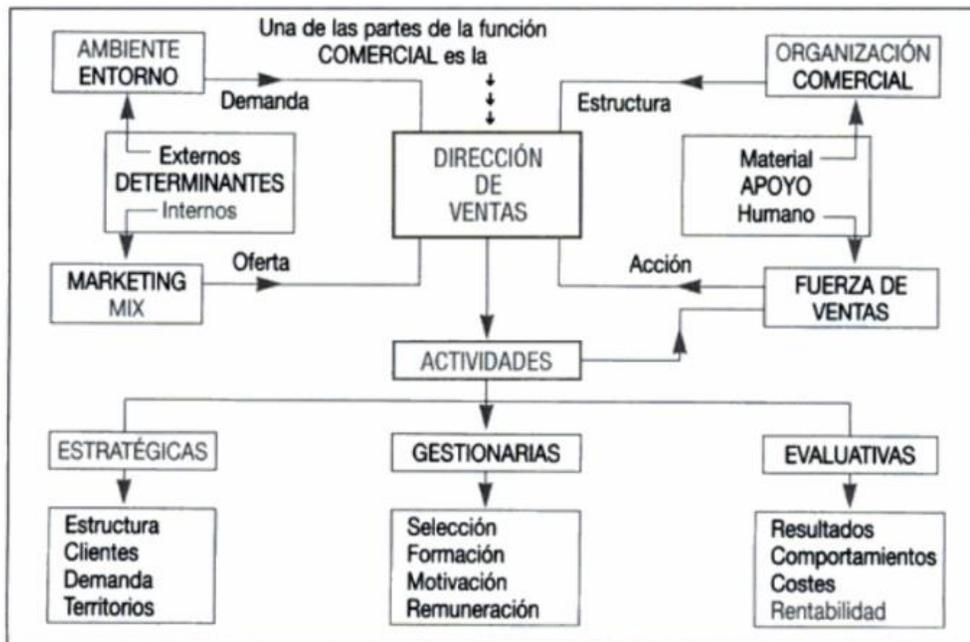 Una de las partes de la función
COMERCIAL es la
AMBIENTE
ENTORNO
Demanda
ORGANIZACIÓN
COMERCIAL
Estructura
Externos
DETERMINANTES
Internos
DIRECCIÓN
DE
VENTAS
Material
APOYO
Humano
MARKETING
MIX
Oferta
Acción
FUERZA DE
VENTAS
ACTIVIDADES
ESTRATÉGICAS
GESTIONARIAS
EVALUATIVAS
Estructura
Clientes
Demanda
Territorios
Selección
Formación
Motivación
Remuneración
Resultados
Comportamientos
Costes
Rentabilidad